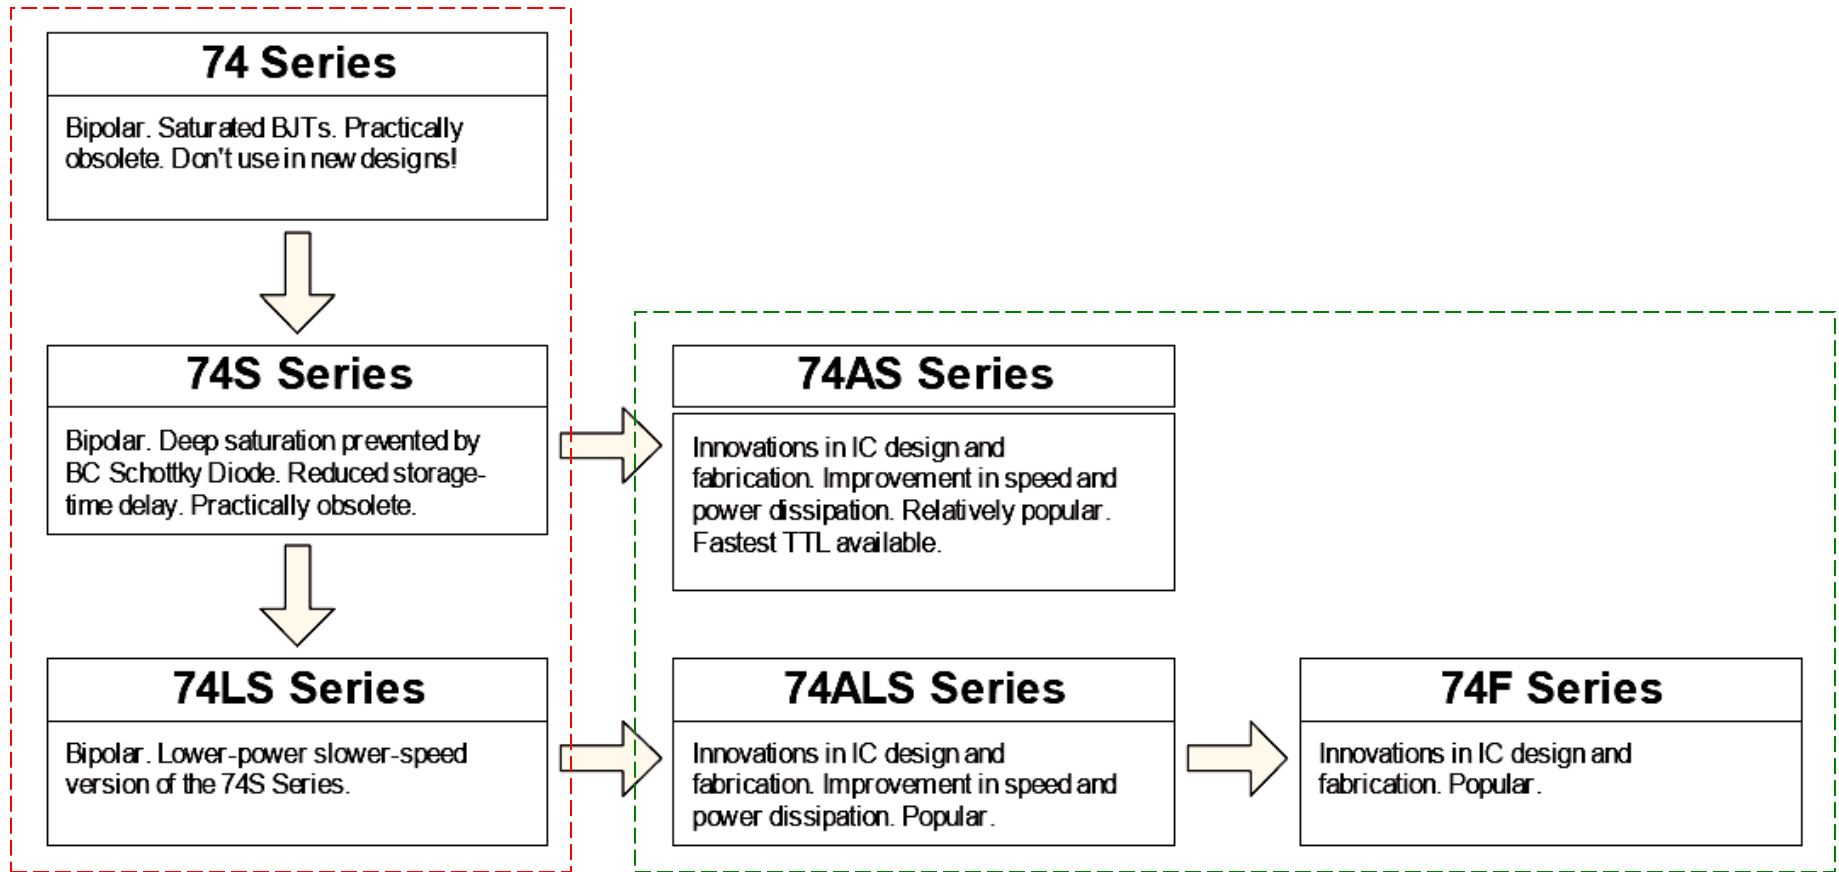 74 Series
Bipolar. Saturated BJTs. Practically
obsolete. Don't use in new designs!
74S Series
Bipolar. Deep saturation prevented by
BC Schottky Diode. Reduced storage-
time delay. Practically obsolete.
74AS Series
Innovations in IC design and
fabrication. Improvement in speed and
power dissipation. Relatively popular.
Fastest TTL available.
74LS Series
Bipolar. Lower-power slower-speed
version of the 74S Series.
74ALS Series
Innovations in IC design and
fabrication. Improvement in speed and
power dissipation. Popular.
74F Series
Innovations in IC design and
fabrication. Popular.